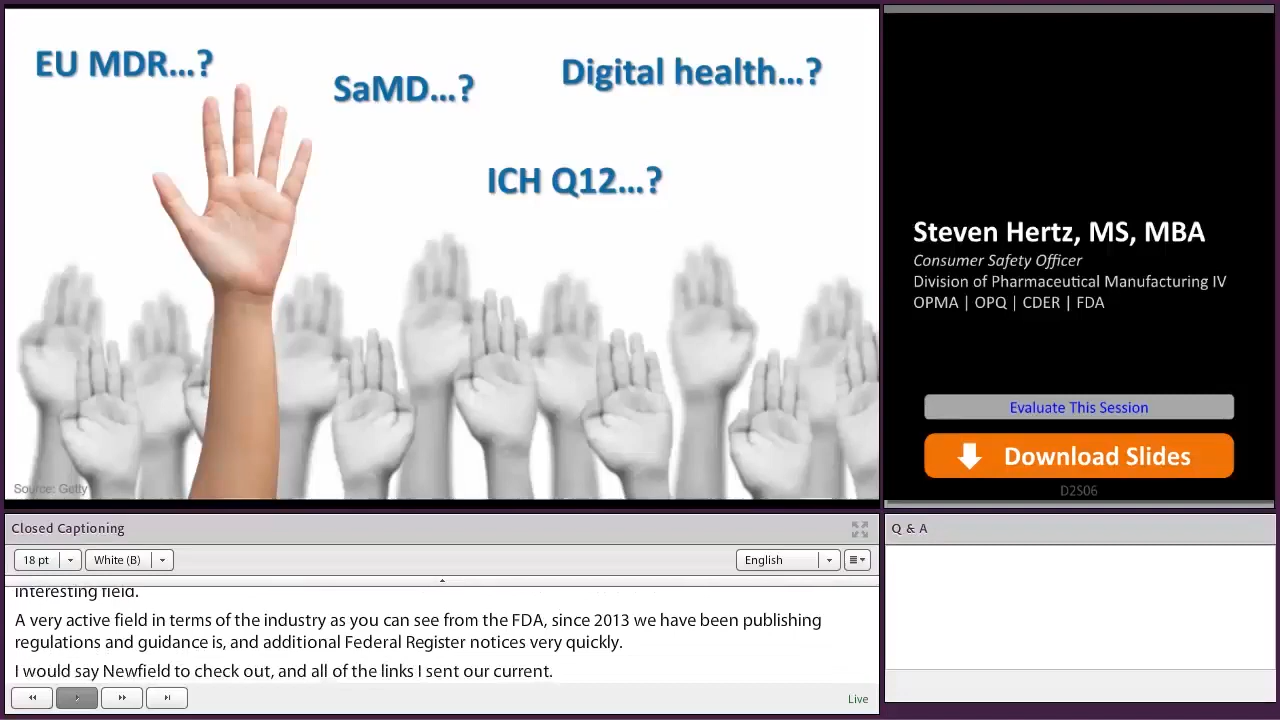 EU MDR...?
SaMD...?
Digital health...?
ICH Q12...?
Source: Getty
Steven Hertz, MS, MBA
Consumer Safety Officer
Division of Pharmaceutical Manufacturing IV
OPMA | OPQ | CDER | FDA
Evaluate This Session
Download Slides
D2S06
Closed Captioning
18 pt
White (B)
English
interesting field.
A very active field in terms of the industry as you can see from the FDA, since 2013 we have been publishing
regulations and guidance is, and additional Federal Register notices very quickly.
I would say Newfield to check out, and all of the links I sent our current.
Live
Q & A